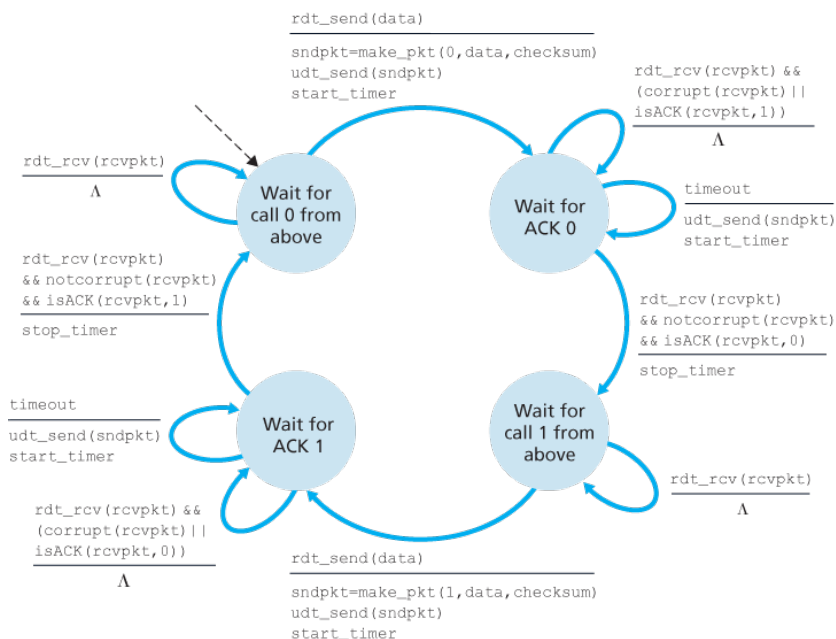 rdt_send(data)
sndpkt=make_pkt(0,data,checksum)
udt_send(sndpkt)
start_timer
rdt_rcv(rcvpkt) &&
(corrupt(rcvpkt)||
isACK(rcvpkt,1))
Λ
rdt_rcv(rcvpkt)
Λ
Wait for
call 0 from
above
Wait for
ACK 0
timeout
udt_send(sndpkt)
start_timer
rdt_rcv(rcvpkt)
&& notcorrupt(rcvpkt)
&& isACK(rcvpkt,1)
stop_timer
rdt_rcv(rcvpkt)
&& notcorrupt(rcvpkt)
&& isACK(rcvpkt,0)
stop_timer
timeout
udt_send(sndpkt)
start_timer
Wait for
ACK 1
Wait for
call 1 from
above
rdt_rcv(rcvpkt)
Λ
rdt_rcv(rcvpkt) &&
(corrupt(rcvpkt)||
isACK(rcvpkt,0))
Λ
rdt_send(data)
sndpkt=make_pkt(1,data,checksum)
udt_send(sndpkt)
start_timer